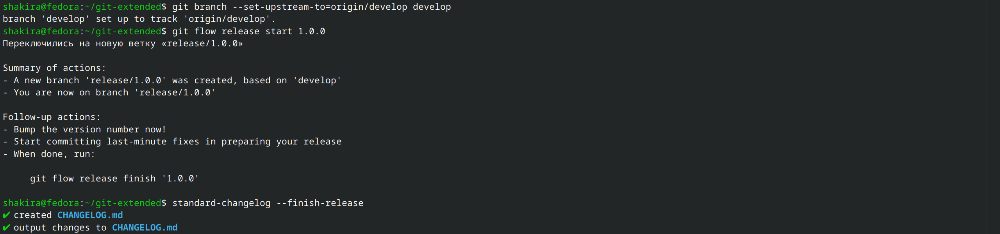 shakira@fedora:~/git-extended$ git branch --set-upstream-to=origin/develop develop
branch 'develop' set up to track 'origin/develop'.
shakira@fedora:~/git-extended$ git flow release start 1.0.0
Переключились на новую ветку «release/1.0.0»
Summary of actions:
- A new branch 'release/1.0.0' was created, based on 'develop'
- You are now on branch 'release/1.0.0'
Follow-up actions:
- Bump the version number now!
- Start committing last-minute fixes in preparing your release
- When done, run:
git flow release finish '1.0.0'
shakira@fedora:~/git-extended$ standard-changelog --finish-release
✔ created CHANGELOG.md
✔ output changes to CHANGELOG.md